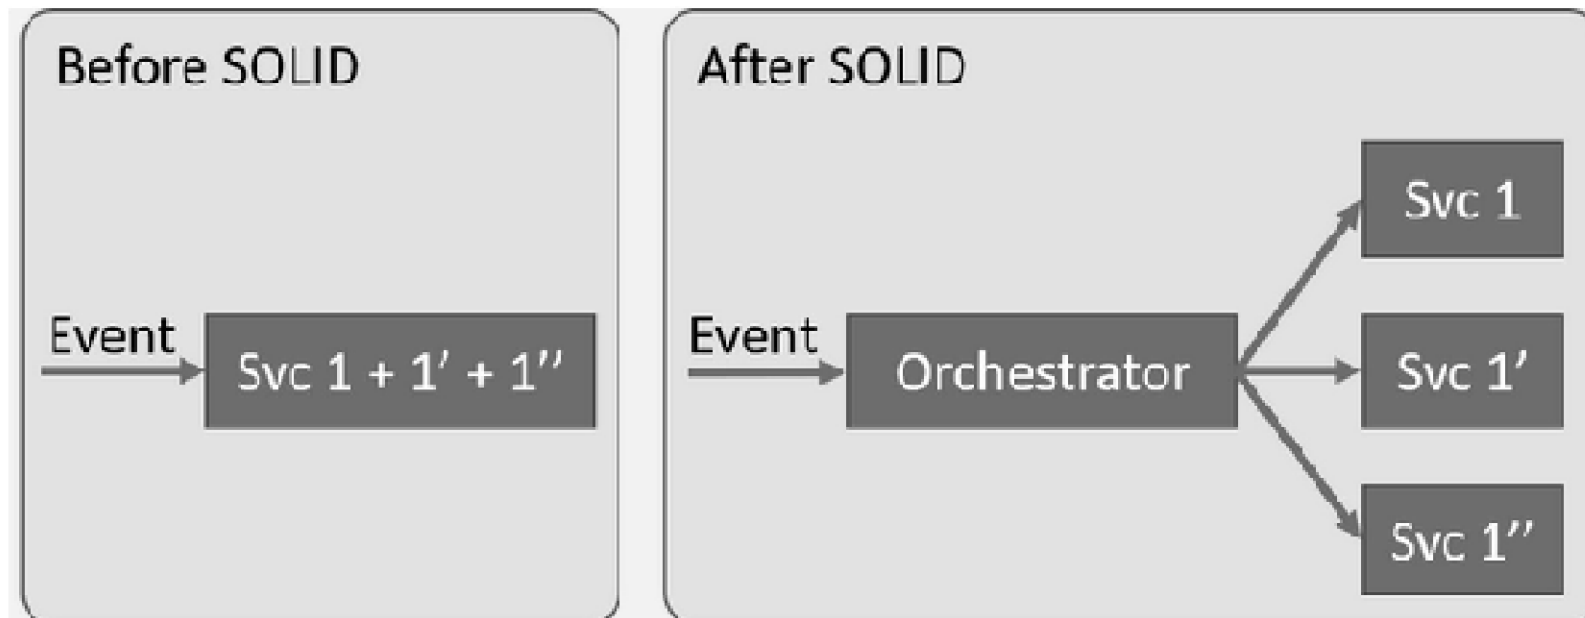 Before SOLID
Event
Svc 1 + 1′ + 1′′
After SOLID
Event
Orchestrator
Svc 1
Svc 1′
Svc 1′′